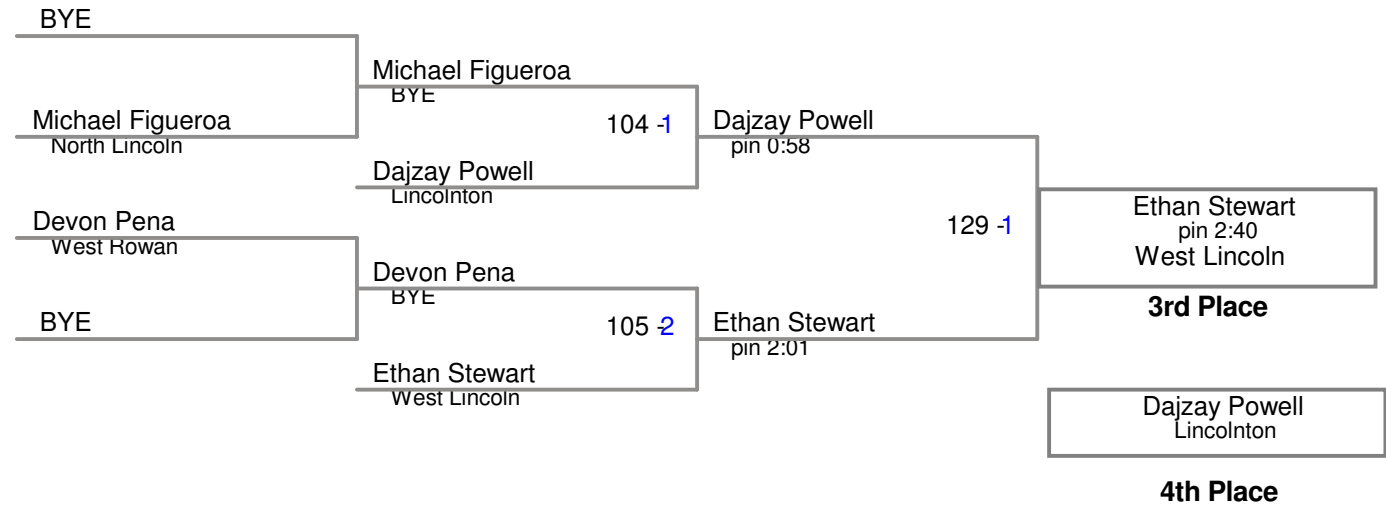 BYE
Michael Figueroa
BYE
Michael Figueroa
North Lincoln
104 -1
Dajzay Powell
pin 0:58
Dajzay Powell
Lincolnton
Devon Pena
West Rowan
129 -1
Ethan Stewart
pin 2:40
West Lincoln
3rd Place
Devon Pena
BYE
BYE
105 -2
Ethan Stewart
pin 2:01
Ethan Stewart
West Lincoln
Dajzay Powell
Lincolnton
4th Place